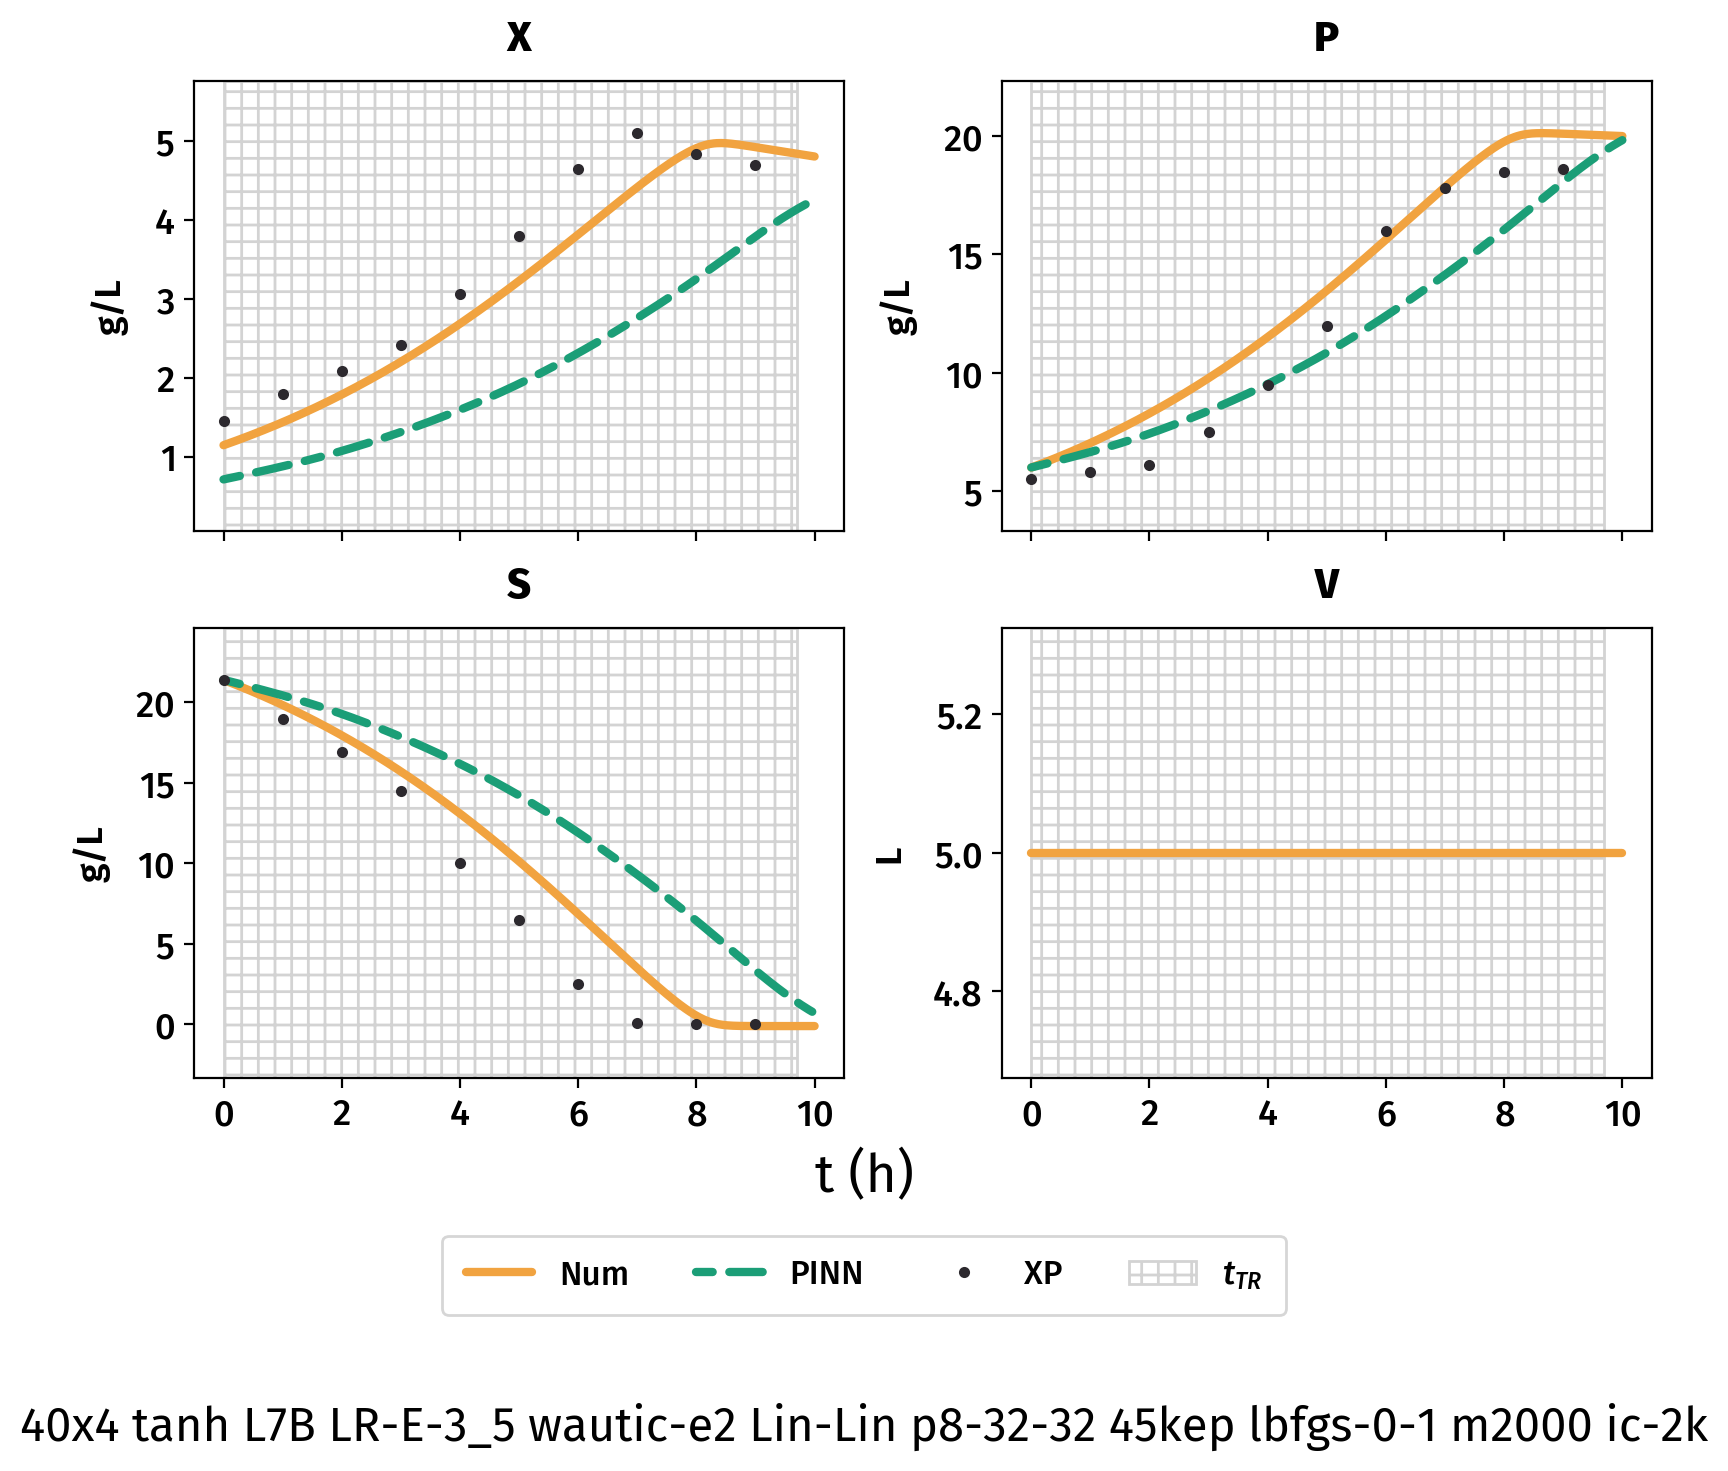 X
P
g/L
5
4
3
2
1
g/L
20
15
10
5
S
V
g/L
20
15
10
5
0
L
5.2
5.0
4.8
0 2 4 6 8 10
0 2 4 6 8 10
t (h)
Num PINN XP tTR
40x4 tanh L7B LR-E-3_5 wautic-e2 Lin-Lin p8-32-32 45kep lbfgs-0-1 m2000 ic-2k